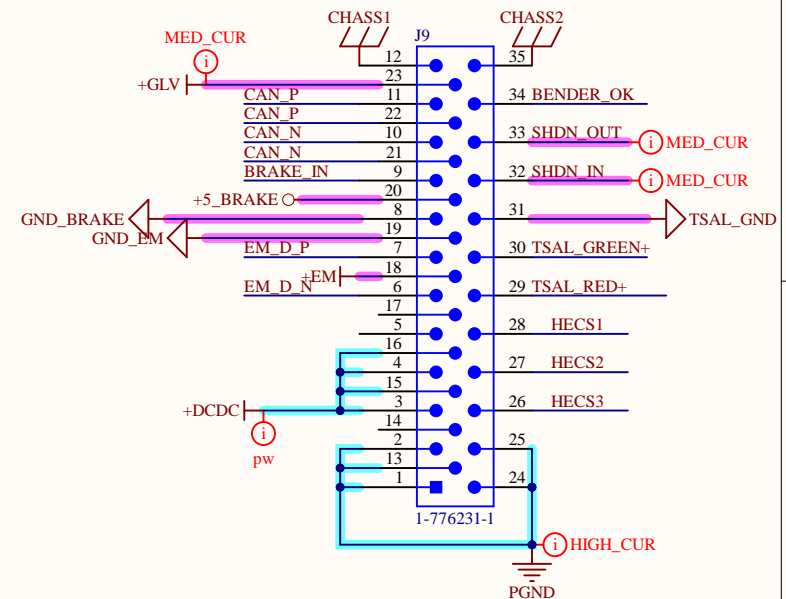 CHASS1 CHASS2
J9
MED_CUR
i
12 35
+GLV 23
CAN_P 11 34 BENDER_OK
CAN_P 22
CAN_N 10 33 SHDN_OUT i MED_CUR
CAN_N 21
BRAKE_IN 9 32 SHDN_IN i MED_CUR
+5_BRAKE 20
GND_BRAKE 8 31 TSAL_GND
GND_EM 19
EM_D_P 7 30 TSAL_GREEN+
+EM 18
EM_D_N 6 29 TSAL_RED+
17
5 28 HECS1
16
4 27 HECS2
15
+DCDC 3 26 HECS3
i
pw
14
2 25
13
1 24
1-776231-1
i HIGH_CUR
PGND